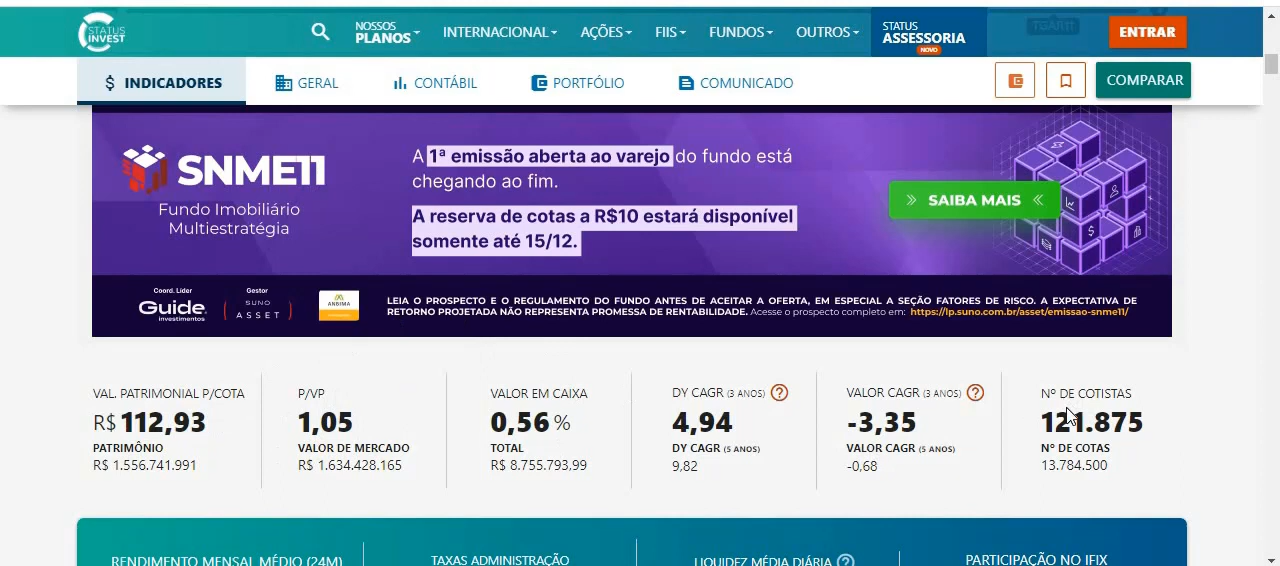 STATUS
INVEST
NOSSOS
PLANOS
INTERNACIONAL
AÇÕES
FIIS
FUNDOS
OUTROS
STATUS
ASSESSORIA
NOVO
TGAR11
ENTRAR
INDICADORES
GERAL
CONTÁBIL
PORTFÓLIO
COMUNICADO
COMPARAR
SNME11
Fundo Imobiliário
Multiestratégia
A 1ª emissão aberta ao varejo do fundo está
chegando ao fim.
A reserva de cotas a R$10 estará disponível
somente até 15/12.
SAIBA MAIS
Coord. Líder
Guide
investimentos
Gestor
SUNO
ASSET
ANBIMA
LEIA O PROSPECTO E O REGULAMENTO DO FUNDO ANTES DE ACEITAR A OFERTA, EM ESPECIAL A SEÇÃO FATORES DE RISCO. A EXPECTATIVA DE
RETORNO PROJETADA NÃO REPRESENTA PROMESSA DE RENTABILIDADE. Acesse o prospecto completo em: https://lp.suno.com.br/asset/emissao-snme11/
VAL. PATRIMONIAL P/COTA
R$ 112,93
PATRIMÔNIO
R$ 1.556.741.991
P/VP
1,05
VALOR DE MERCADO
R$ 1.634.428.165
VALOR EM CAIXA
0,56 %
TOTAL
R$ 8.755.793,99
DY CAGR (3 ANOS) ?
4,94
DY CAGR (5 ANOS)
9,82
VALOR CAGR (3 ANOS) ?
-3,35
VALOR CAGR (5 ANOS)
-0,68
Nº DE COTISTAS
121.875
Nº DE COTAS
13.784.500
RENDIMENTO MENSAL MÉDIO (24M)
TAXAS ADMINISTRAÇÃO
LIQUIDEZ MÉDIA DIÁRIA ?
PARTICIPAÇÃO NO IFIX